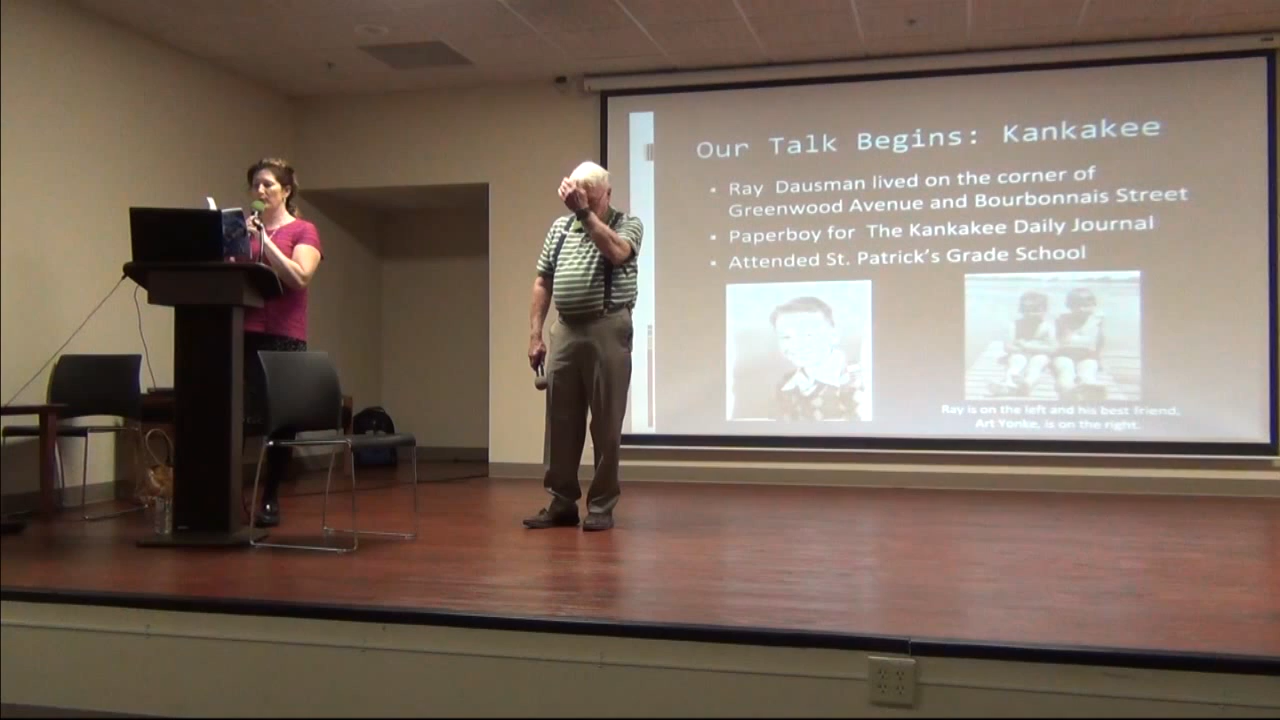 Our Talk Begins: Kankakee
• Ray Dausman lived on the corner of
Greenwood Avenue and Bourbonnais Street
• Paperboy for The Kankakee Daily Journal
• Attended St. Patrick's Grade School
Ray is on the left and his best friend,
Art Yonke, is on the right.